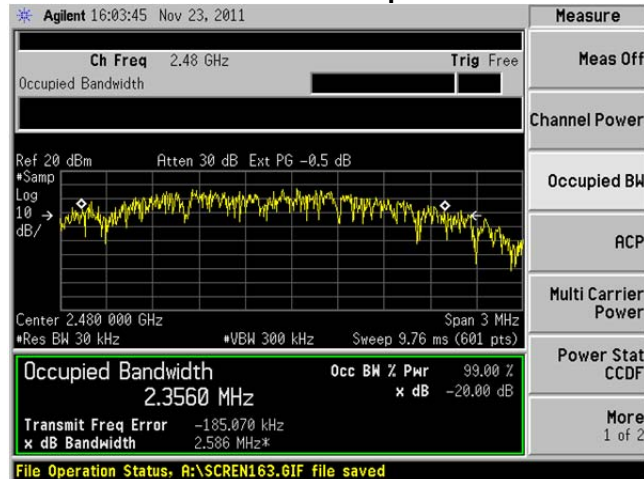 Agilent 16:03:45 Nov 23, 2011
Measure
Ch Freq 2.48 GHz Trig Free
Occupied Bandwidth
Meas Off
Channel Power
Occupied BW
ACP
Multi Carrier
Power
Power Stat
CCDF
More
1 of 2
Ref 20 dBm Atten 30 dB Ext PG -0.5 dB
#Samp
Log
10
dB/
Center 2.480 000 GHz Span 3 MHz
#Res BW 30 kHz #VBW 300 kHz Sweep 9.76 ms (601 pts)
Occupied Bandwidth Occ BW % Pwr 99.00 %
2.3560 MHz x dB -20.00 dB
Transmit Freq Error -185.070 kHz
x dB Bandwidth 2.586 MHz*
File Operation Status, A:\SCREN163.GIF file saved